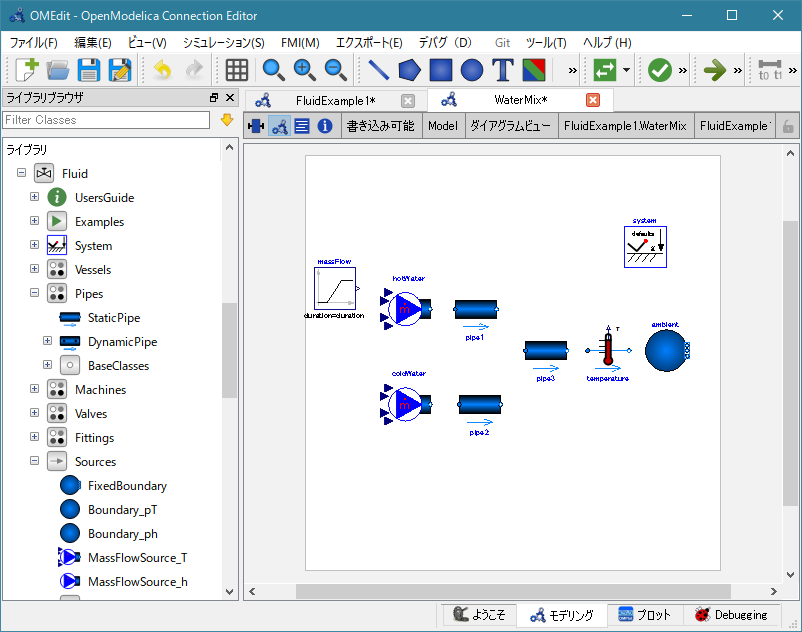 OMEdit - OpenModelica Connection Editor
ファイル(F) 編集(E) ビュー(V) シミュレーション(S) FMI(M) エクスポート(E) デバグ (D) Git ツール(T) ヘルプ (H)
T » » » t0 t1 »
ライブラリブラウザ
FluidExample1* WaterMix*
Filter Classes
書き込み可能 Model ダイアグラムビュー FluidExample1.WaterMix FluidExample1
ライブラリ
Fluid
UsersGuide
Examples
System
Vessels
Pipes
StaticPipe
DynamicPipe
BaseClasses
Machines
Valves
Fittings
Sources
FixedBoundary
Boundary_pT
Boundary_ph
MassFlowSource_T
MassFlowSource_h
system
defaults
g
massFlow
duration=duration
hotWater
m
pipe1
coldWater
m
pipe2
pipe3
T
temperature
ambient
ようこそ モデリング プロット Debugging